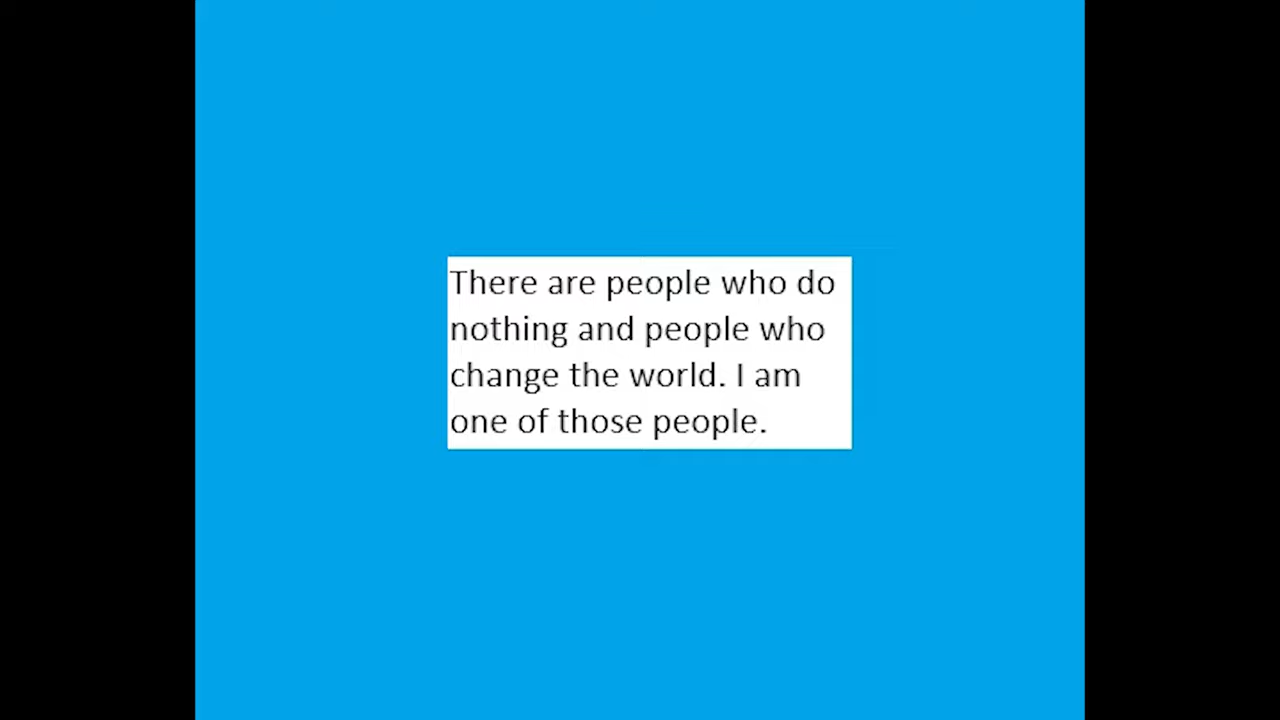 There are people who do
nothing and people who
change the world. I am
one of those people.